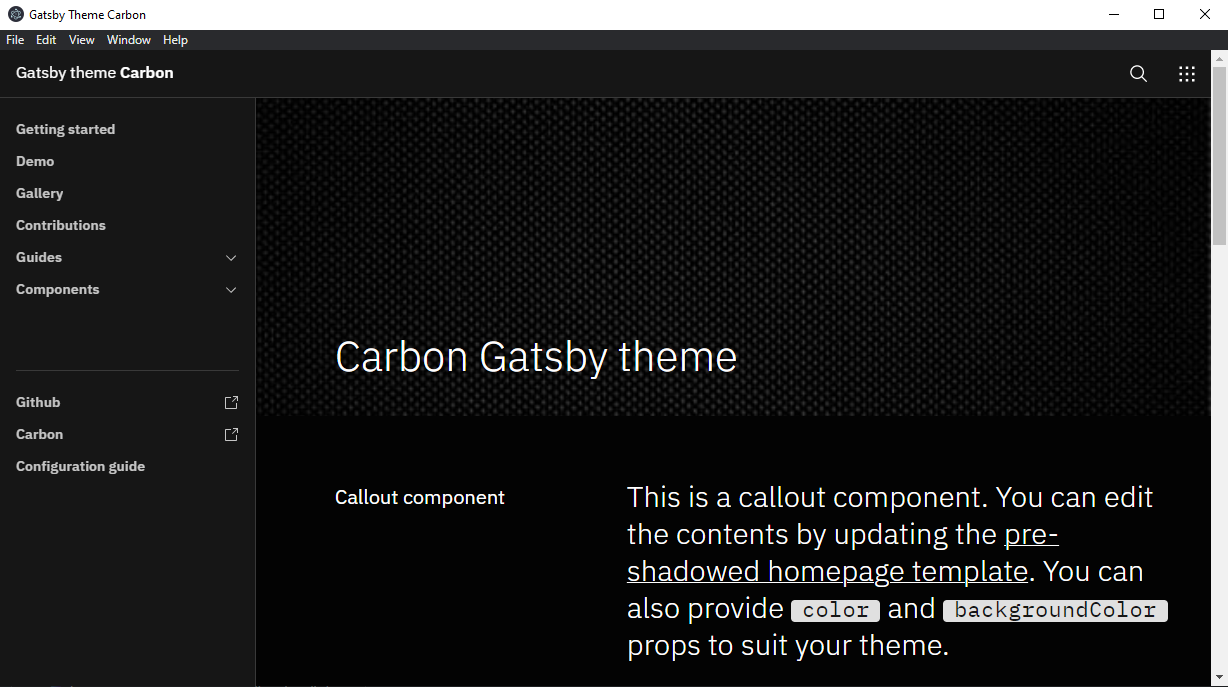 Gatsby Theme Carbon
File Edit View Window Help
Gatsby theme Carbon
Getting started
Demo
Gallery
Contributions
Guides
Components
Github
Carbon
Configuration guide
Carbon Gatsby theme
Callout component
This is a callout component. You can edit
the contents by updating the pre-
shadowed homepage template. You can
also provide color and backgroundColor
props to suit your theme.